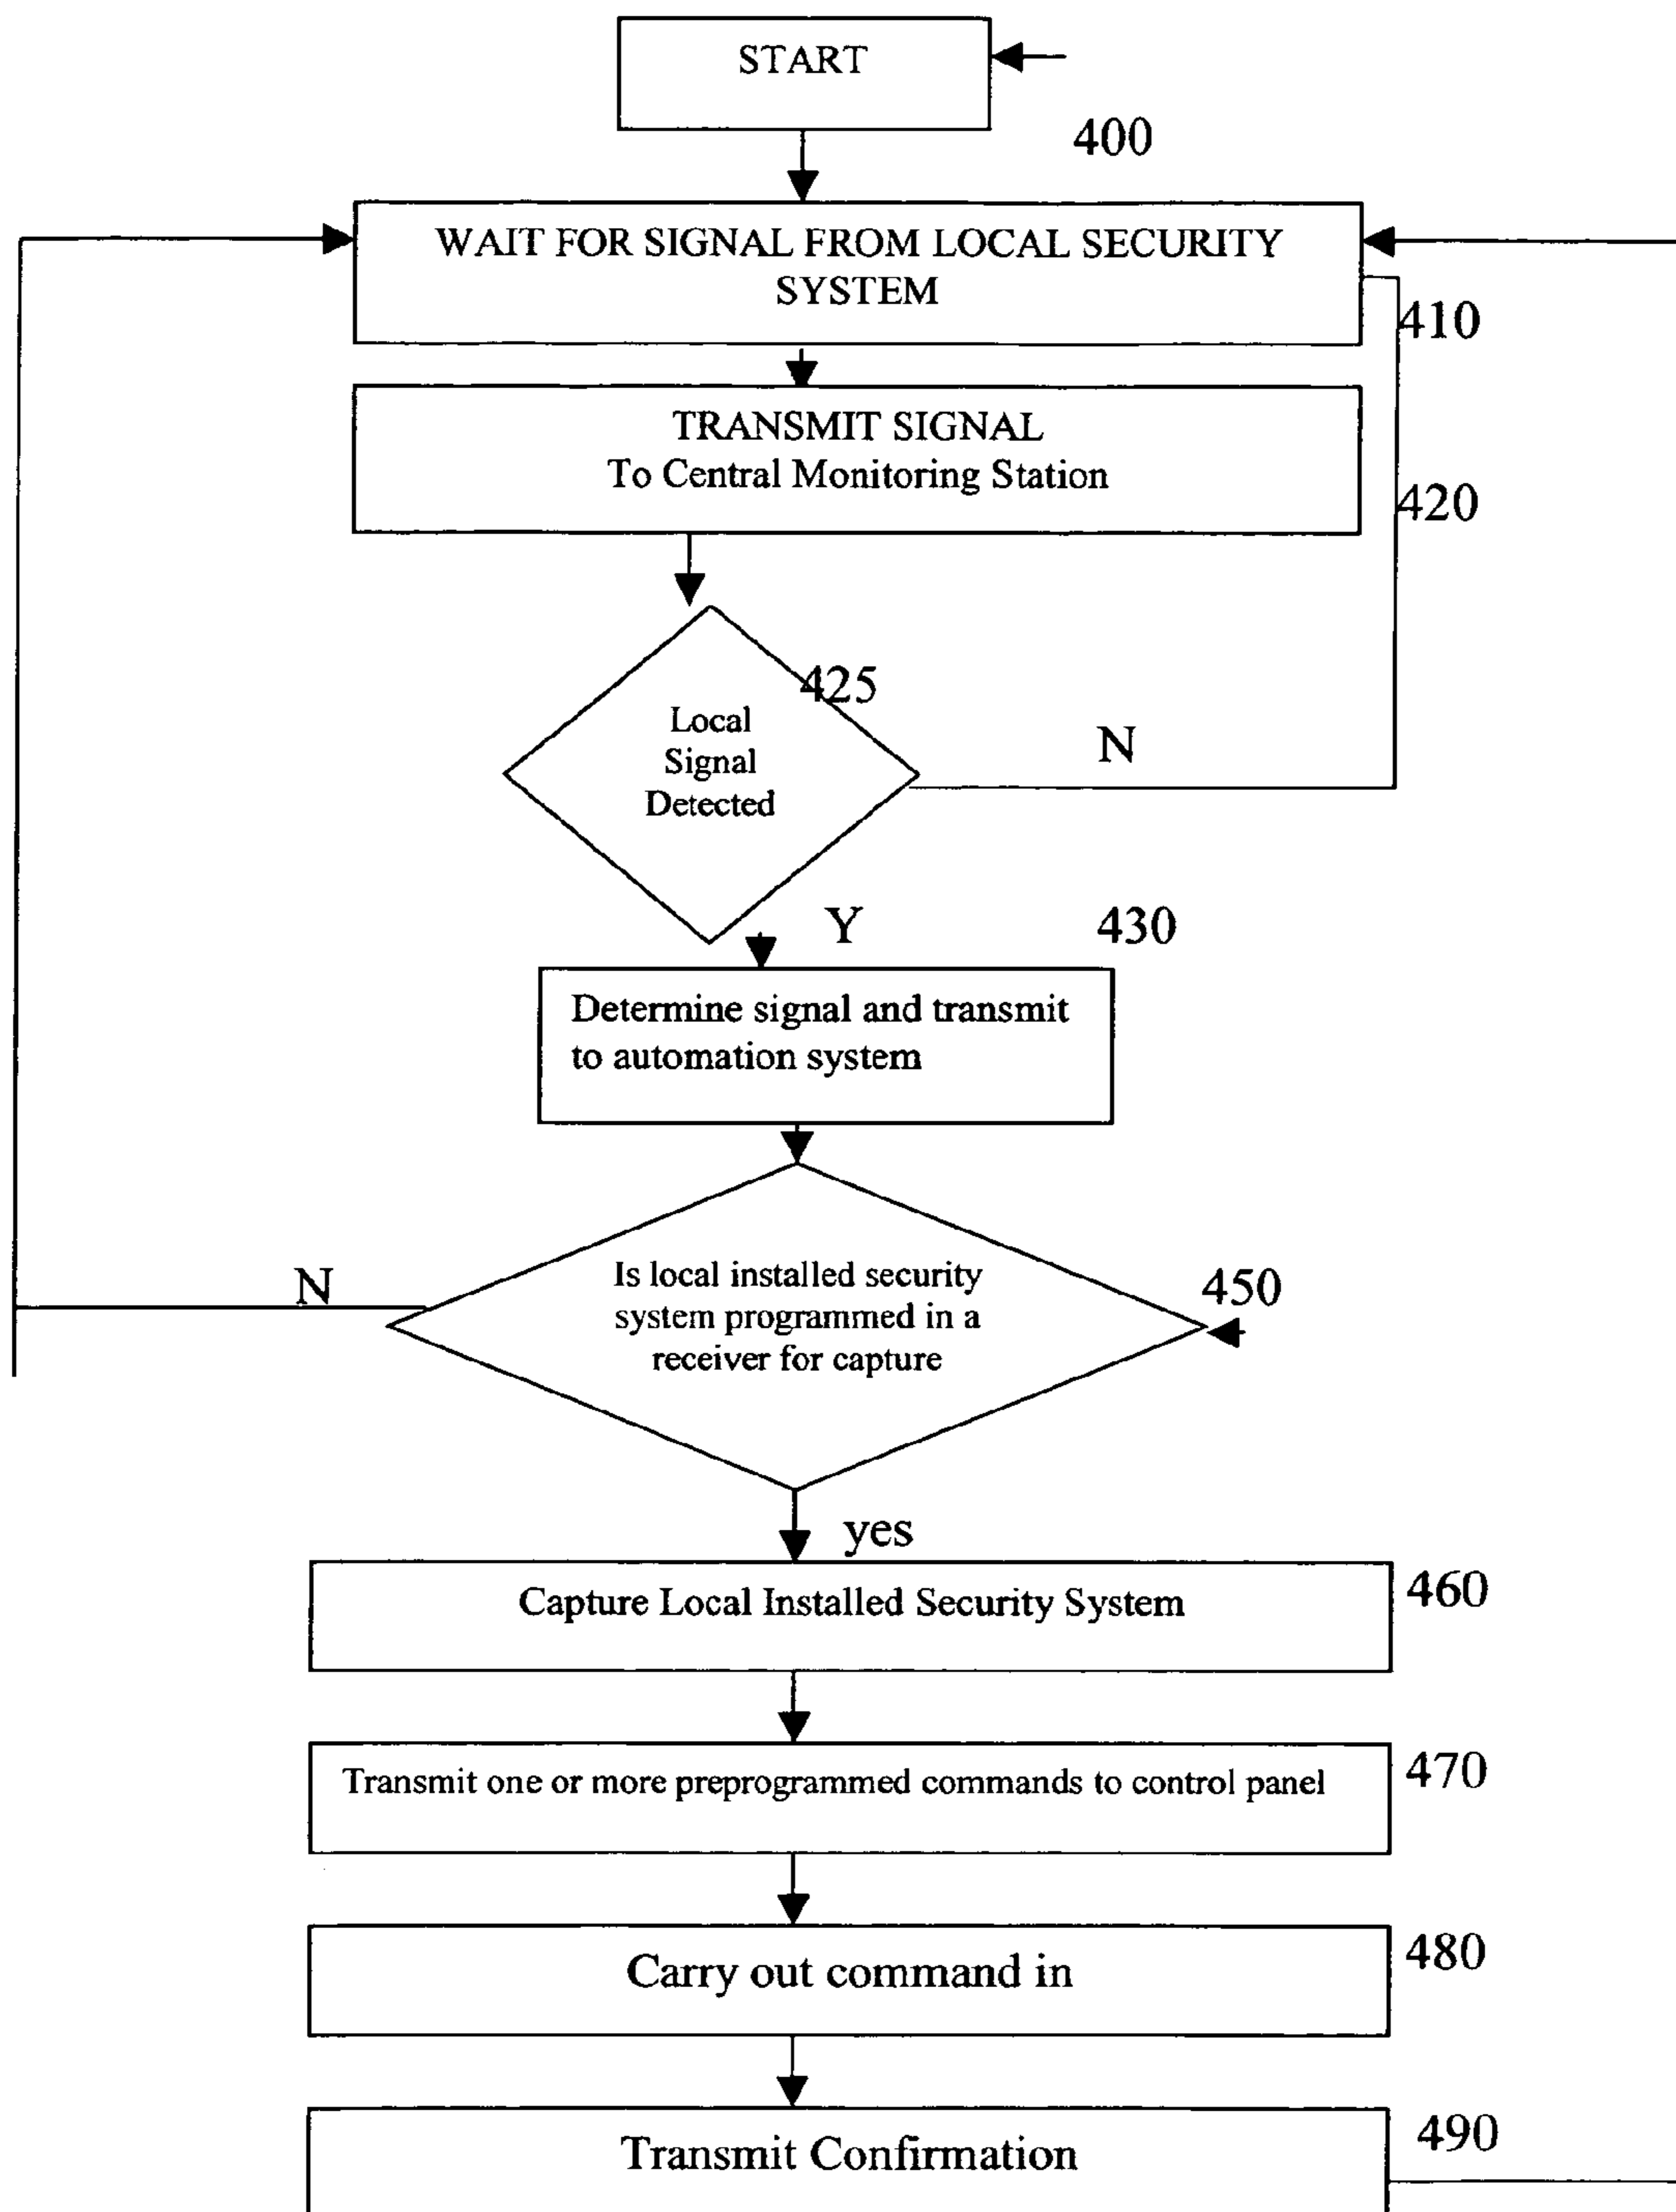 START
400
WAIT FOR SIGNAL FROM LOCAL SECURITY
SYSTEM
410
TRANSMIT SIGNAL
To Central Monitoring Station
420
425
Local
Signal
Detected
N
Y
430
Determine signal and transmit
to automation system
N
Is local installed security
system programmed in a
receiver for capture
450
yes
Capture Local Installed Security System
460
Transmit one or more preprogrammed commands to control panel
470
Carry out command in
480
Transmit Confirmation
490